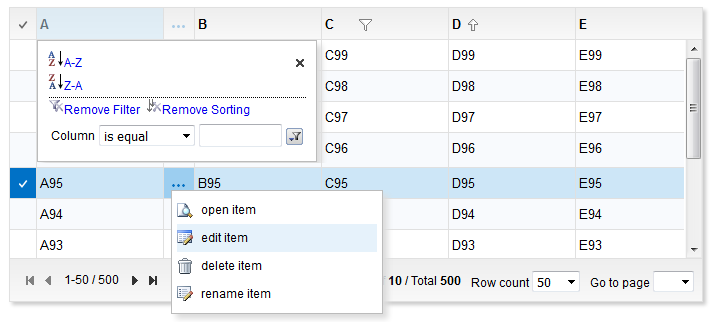 A ... B C D E
A-Z
C99 D99 E99
Z-A
C98 D98 E98
Remove Filter Remove Sorting
C97 D97 E97
Column is equal
C96 D96 E96
A95 ... B95 C95 D95 E95
A94 D94 E94
open item
edit item
A93 D93 E93
delete item
1-50 / 500 10 / Total 500 Row count 50 Go to page
rename item